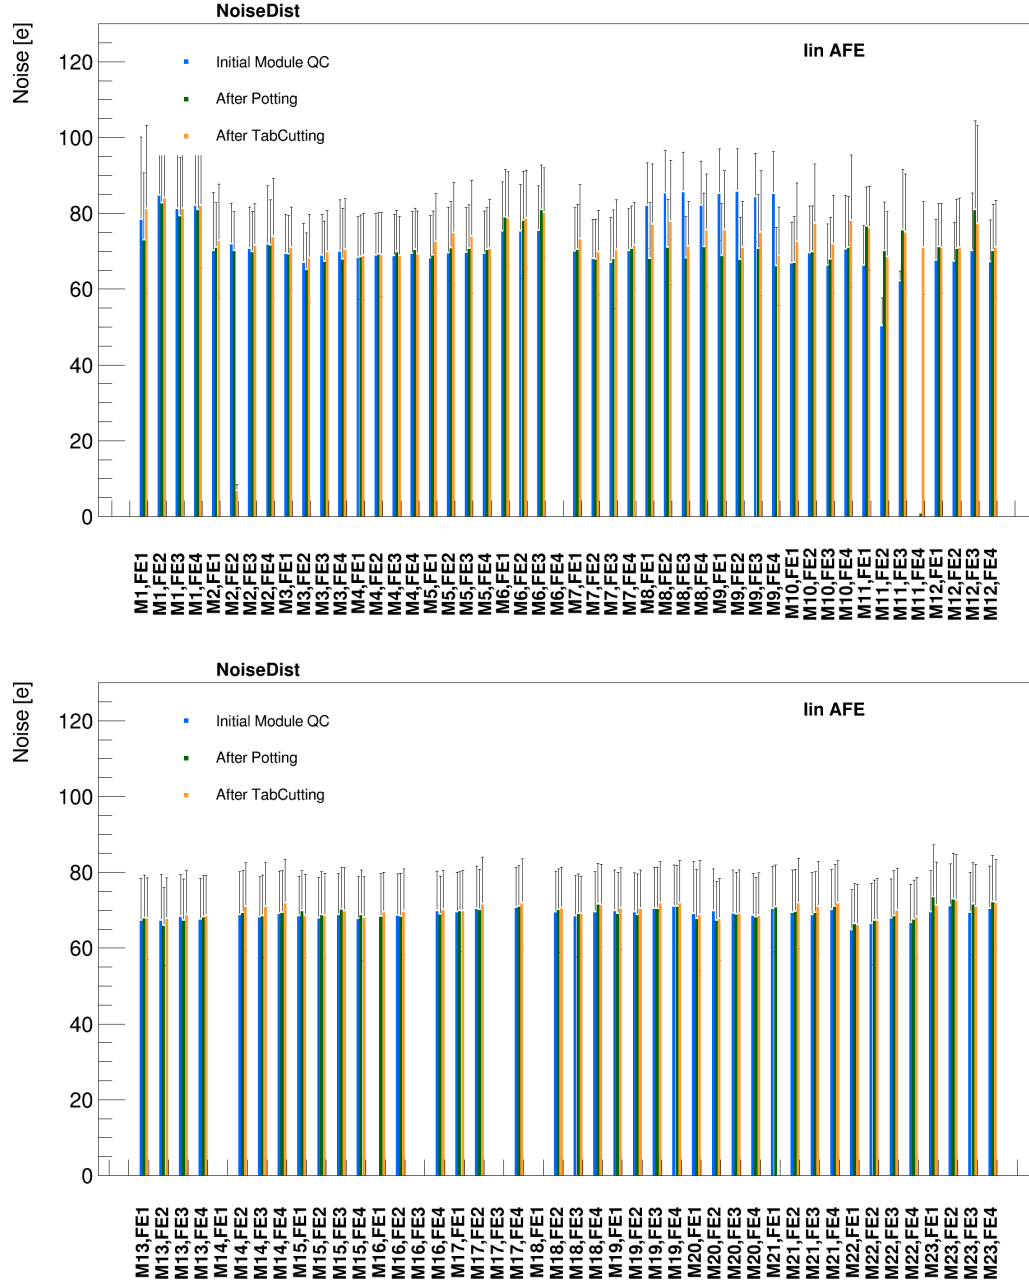 NoiseDist
Noise [e]
lin AFE
Initial Module QC
After Potting
After TabCutting
120
100
80
60
40
20
0
M1,FE1
M1,FE2
M1,FE3
M1,FE4
M2,FE1
M2,FE2
M2,FE3
M2,FE4
M3,FE1
M3,FE2
M3,FE3
M3,FE4
M4,FE1
M4,FE2
M4,FE3
M4,FE4
M5,FE1
M5,FE2
M5,FE3
M5,FE4
M6,FE1
M6,FE2
M6,FE3
M6,FE4
M7,FE1
M7,FE2
M7,FE3
M7,FE4
M8,FE1
M8,FE2
M8,FE3
M8,FE4
M9,FE1
M9,FE2
M9,FE3
M9,FE4
M10,FE1
M10,FE2
M10,FE3
M10,FE4
M11,FE1
M11,FE2
M11,FE3
M11,FE4
M12,FE1
M12,FE2
M12,FE3
M12,FE4
NoiseDist
Noise [e]
lin AFE
Initial Module QC
After Potting
After TabCutting
120
100
80
60
40
20
0
M13,FE1
M13,FE2
M13,FE3
M13,FE4
M14,FE1
M14,FE2
M14,FE3
M14,FE4
M15,FE1
M15,FE2
M15,FE3
M15,FE4
M16,FE1
M16,FE2
M16,FE3
M16,FE4
M17,FE1
M17,FE2
M17,FE3
M17,FE4
M18,FE1
M18,FE2
M18,FE3
M18,FE4
M19,FE1
M19,FE2
M19,FE3
M19,FE4
M20,FE1
M20,FE2
M20,FE3
M20,FE4
M21,FE1
M21,FE2
M21,FE3
M21,FE4
M22,FE1
M22,FE2
M22,FE3
M22,FE4
M23,FE1
M23,FE2
M23,FE3
M23,FE4